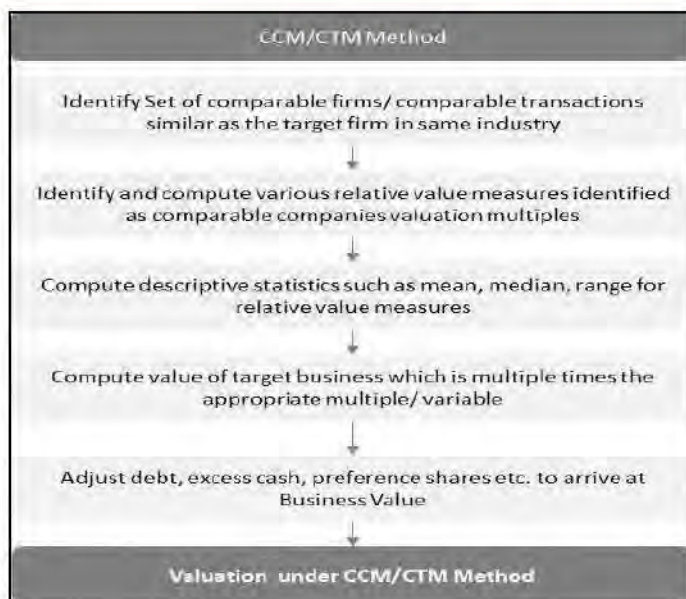 CCM/CTM Method
Identify Set of comparable firms/ comparable transactions
similar as the target firm in same industry
Identify and compute various relative value measures identified
as comparable companies valuation multiples
Compute descriptive statistics such as mean, median, range for
relative value measures
Compute value of target business which is multiple times the
appropriate multiple/ variable
Adjust debt, excess cash, preference shares etc. to arrive at
Business Value
Valuation under CCM/CTM Method